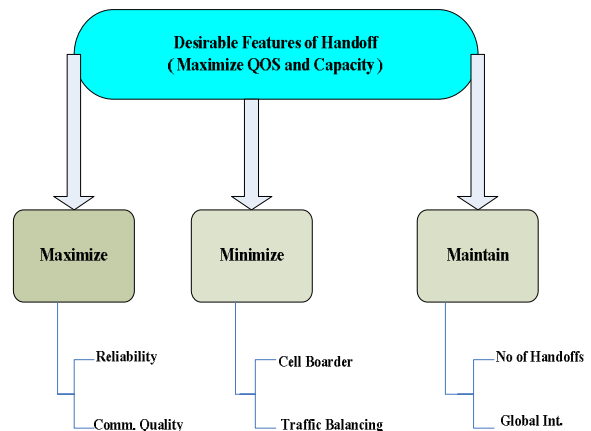 Desirable Features of Handoff
( Maximize QOS and Capacity )
Maximize
Minimize
Maintain
Reliability
Cell Boarder
No of Handoffs
Comm. Quality
Traffic Balancing
Global Int.